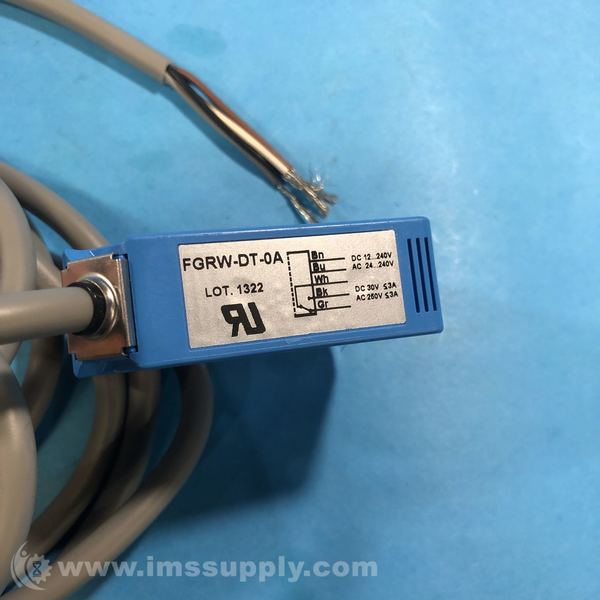 FGRW-DT-0A
LOT. 1322
Bn
Bu
Wh
Bk
Gr
DC 12...240V
AC 24...240V
DC 30V ≤3A
AC 250V ≤3A
www.imssupply.com